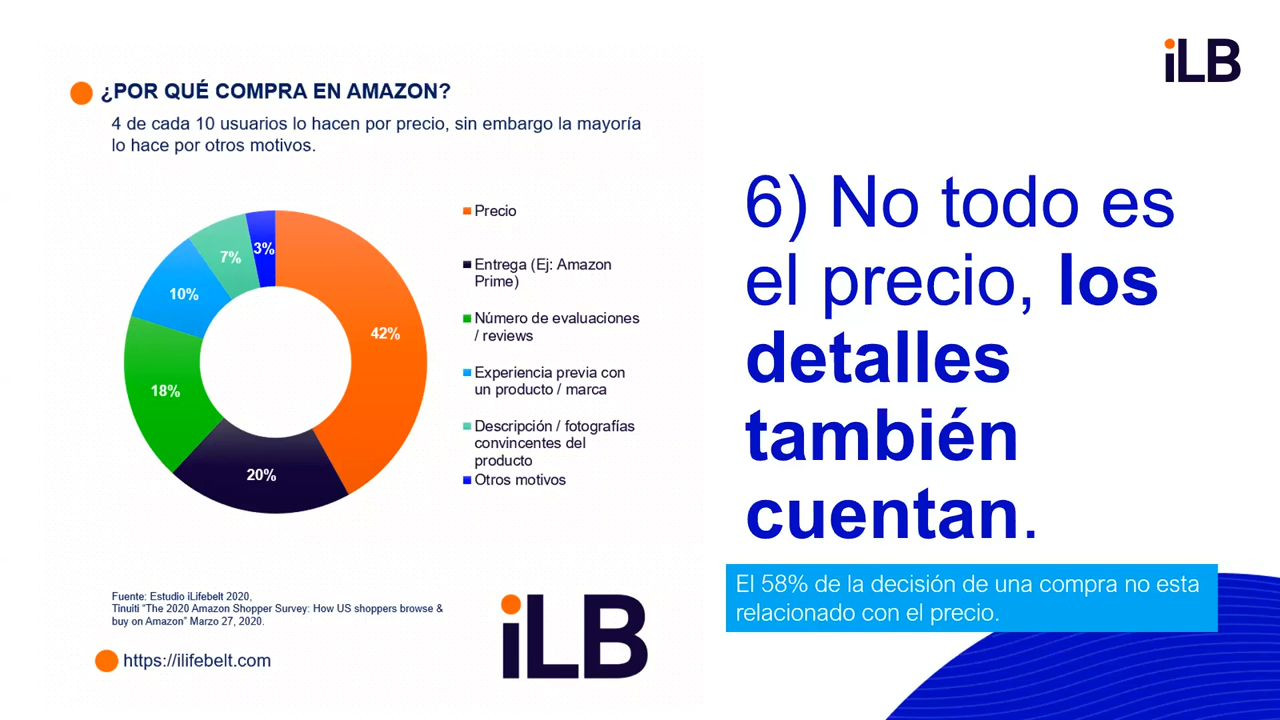 iLB
¿POR QUÉ COMPRA EN AMAZON?
4 de cada 10 usuarios lo hacen por precio, sin embargo la mayoría
lo hace por otros motivos.
42%
20%
18%
10%
7%
3%
Precio
Entrega (Ej: Amazon
Prime)
Número de evaluaciones
/ reviews
Experiencia previa con
un producto / marca
Descripción / fotografías
convincentes del
producto
Otros motivos
Fuente: Estudio iLifebelt 2020,
Tinuiti “The 2020 Amazon Shopper Survey: How US shoppers browse &
buy on Amazon” Marzo 27, 2020.
https://ilifebelt.com
iLB
6) No todo es
el precio, los
detalles
también
cuentan.
El 58% de la decisión de una compra no esta
relacionado con el precio.